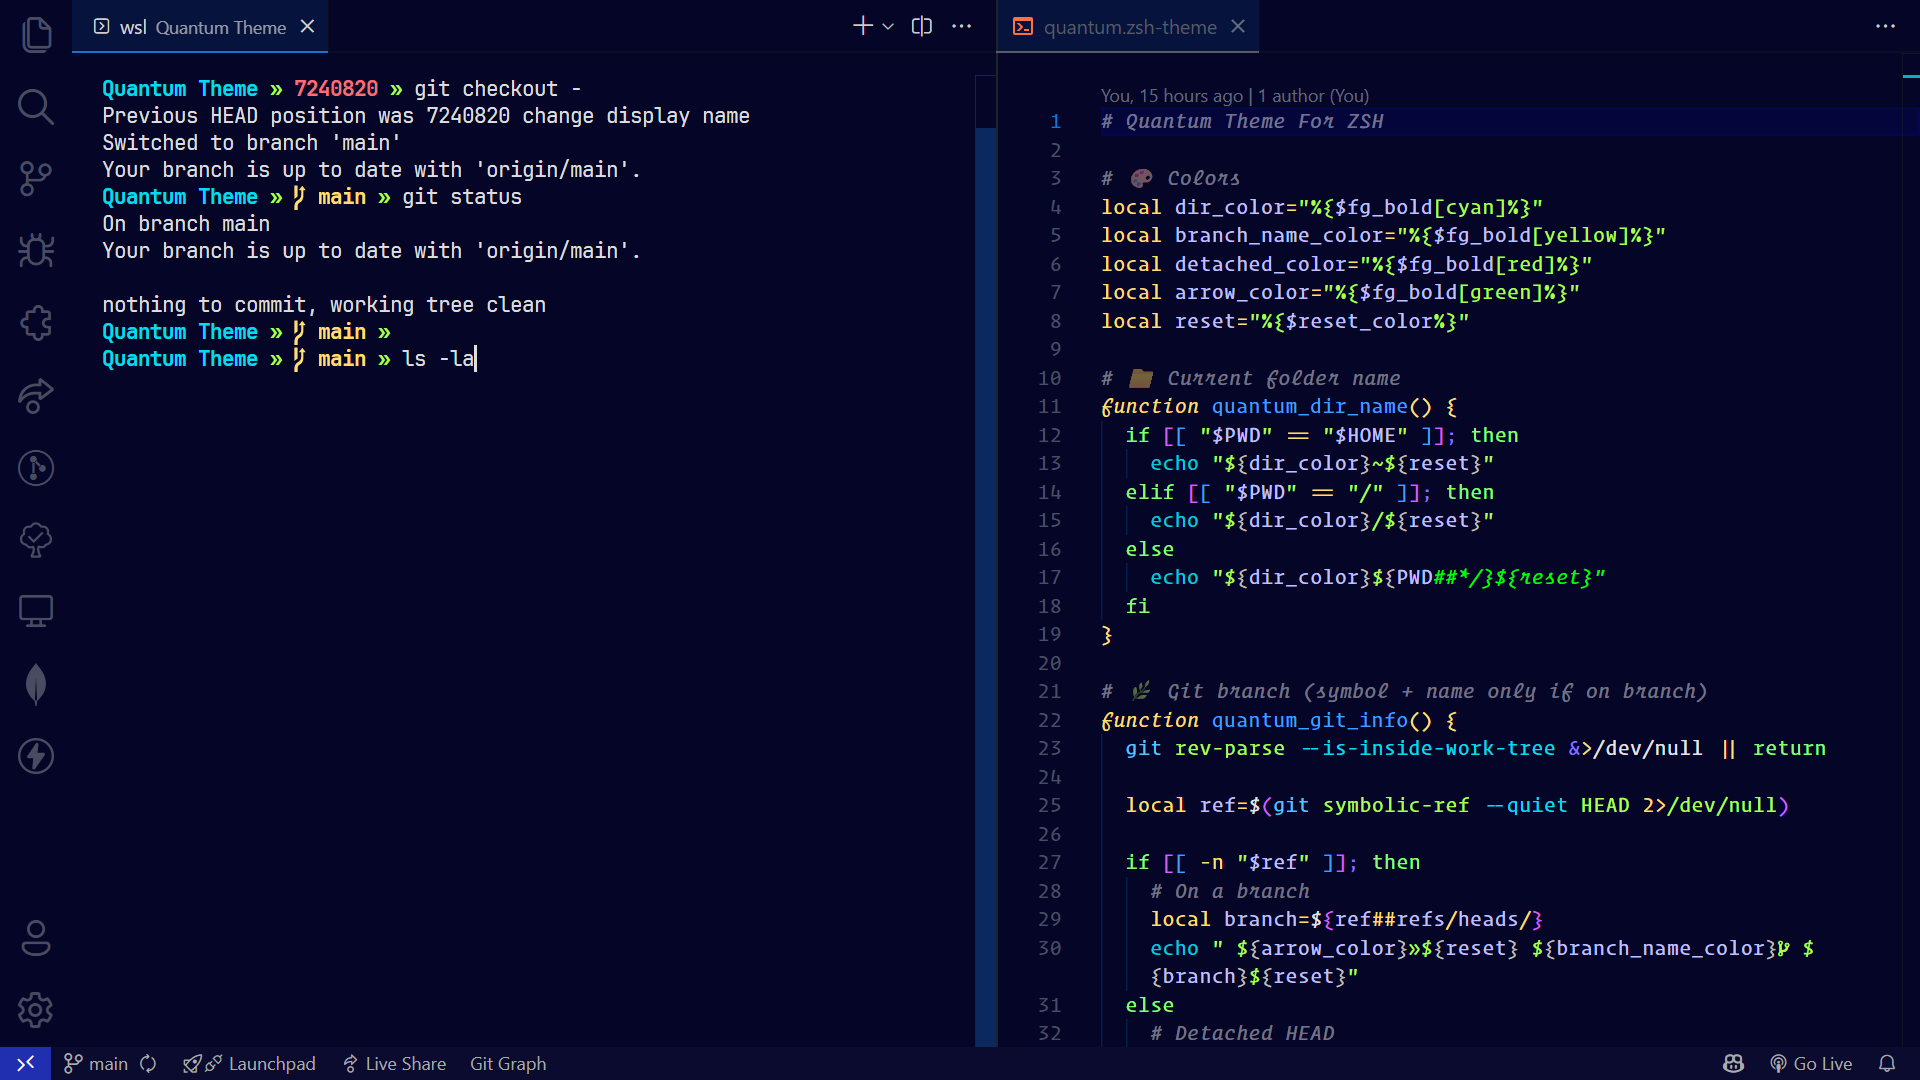 wsl Quantum Theme
Quantum Theme » 7240820 » git checkout -
Previous HEAD position was 7240820 change display name
Switched to branch 'main'
Your branch is up to date with 'origin/main'.
Quantum Theme » main » git status
On branch main
Your branch is up to date with 'origin/main'.
nothing to commit, working tree clean
Quantum Theme » main »
Quantum Theme » main » ls -la
quantum.zsh-theme
You, 15 hours ago | 1 author (You)
1 # Quantum Theme For ZSH
2
3 # 🎨 Colors
4 local dir_color="%{$fg_bold[cyan]%}"
5 local branch_name_color="%{$fg_bold[yellow]%}"
6 local detached_color="%{$fg_bold[red]%}"
7 local arrow_color="%{$fg_bold[green]%}"
8 local reset="%{$reset_color%}"
9
10 # 📁 Current folder name
11 function quantum_dir_name() {
12 if [[ "$PWD" == "$HOME" ]]; then
13 echo "${dir_color}~${reset}"
14 elif [[ "$PWD" == "/" ]]; then
15 echo "${dir_color}/${reset}"
16 else
17 echo "${dir_color}${PWD##*/}${reset}"
18 fi
19 }
20
21 # 🌿 Git branch (symbol + name only if on branch)
22 function quantum_git_info() {
23 git rev-parse --is-inside-work-tree &>/dev/null || return
24
25 local ref=$(git symbolic-ref --quiet HEAD 2>/dev/null)
26
27 if [[ -n "$ref" ]]; then
28 # On a branch
29 local branch=${ref##refs/heads/}
30 echo " ${arrow_color}»${reset} ${branch_name_color} $
{branch}${reset}"
31 else
32 # Detached HEAD
main Launchpad Live Share Git Graph Go Live